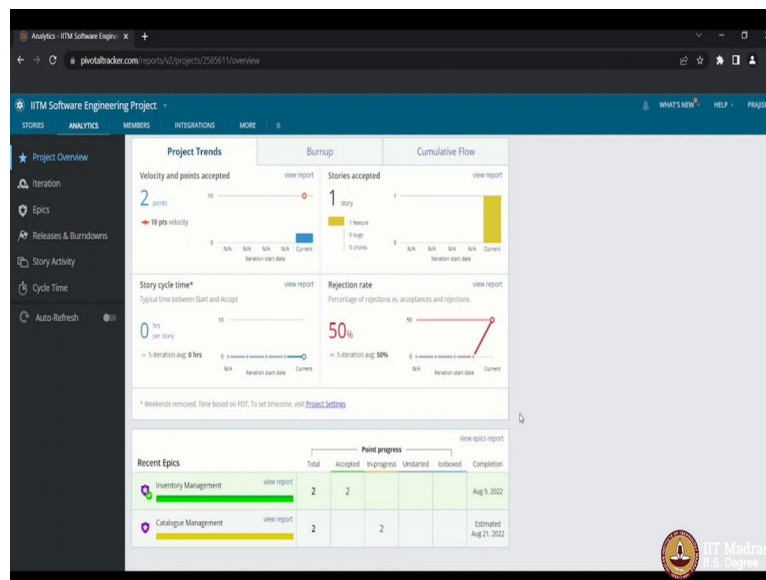 Analytics - IITM Software Engine
pivotaltracker.com/reports/v2/projects/2585611/overview
IITM Software Engineering Project
WHAT'S NEW HELP
STORIES ANALYTICS MEMBERS INTEGRATIONS MORE
Project Overview
Iteration
Epics
Releases & Burndowns
Story Activity
Cycle Time
Auto-Refresh
Project Trends Burnup Cumulative Flow
Velocity and points accepted view report
2 points
10 pts velocity
10
0
N/A N/A N/A N/A Current
Iteration start date
Stories accepted view report
1 story
1 feature
0 bugs
0 chores
1
0
N/A N/A N/A N/A Current
Iteration start date
Story cycle time* view report
Typical time between Start and Accept
0 hrs per story
5-iteration avg: 0 hrs
10
0
N/A Iteration start date Current
Rejection rate view report
Percentage of rejections vs. acceptances and rejections
50%
5-iteration avg: 50%
50
0
N/A Iteration start date Current
* Weekends removed. Time based on PDT. To set timezone, visit Project Settings
view epics report
Point progress
Recent Epics Total Accepted In-progress Unstarted Iceboxed Completion
Inventory Management view report 2 2 Aug 9, 2022
Catalogue Management view report 2 2 Estimated Aug 21, 2022
IIT Madras
B.S. Degree